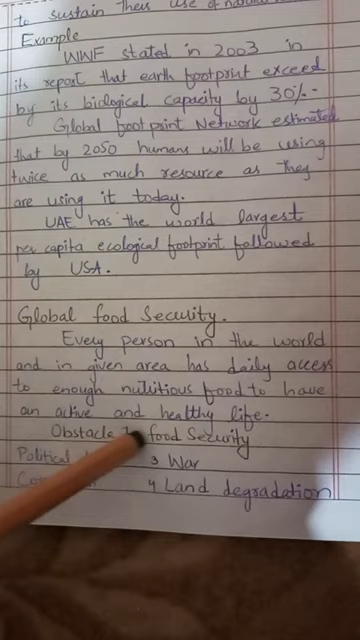 to sustain their use of
Example
WWF stated in 2003 in
its report that earth footprint exceed
by its biological capacity by 30%.-
Global footprint Network estimated
that by 2050 humans will be using
twice as much resource as they
are using it today.
UAE has the world largest
per capita ecological footprint followed
by USA.
Global food Security.
Every person in the world
and in given area has daily access
to enough nutitious food to have
an active and healthy life.
Obstacle food Security
Political 3 War
4 Land degradation